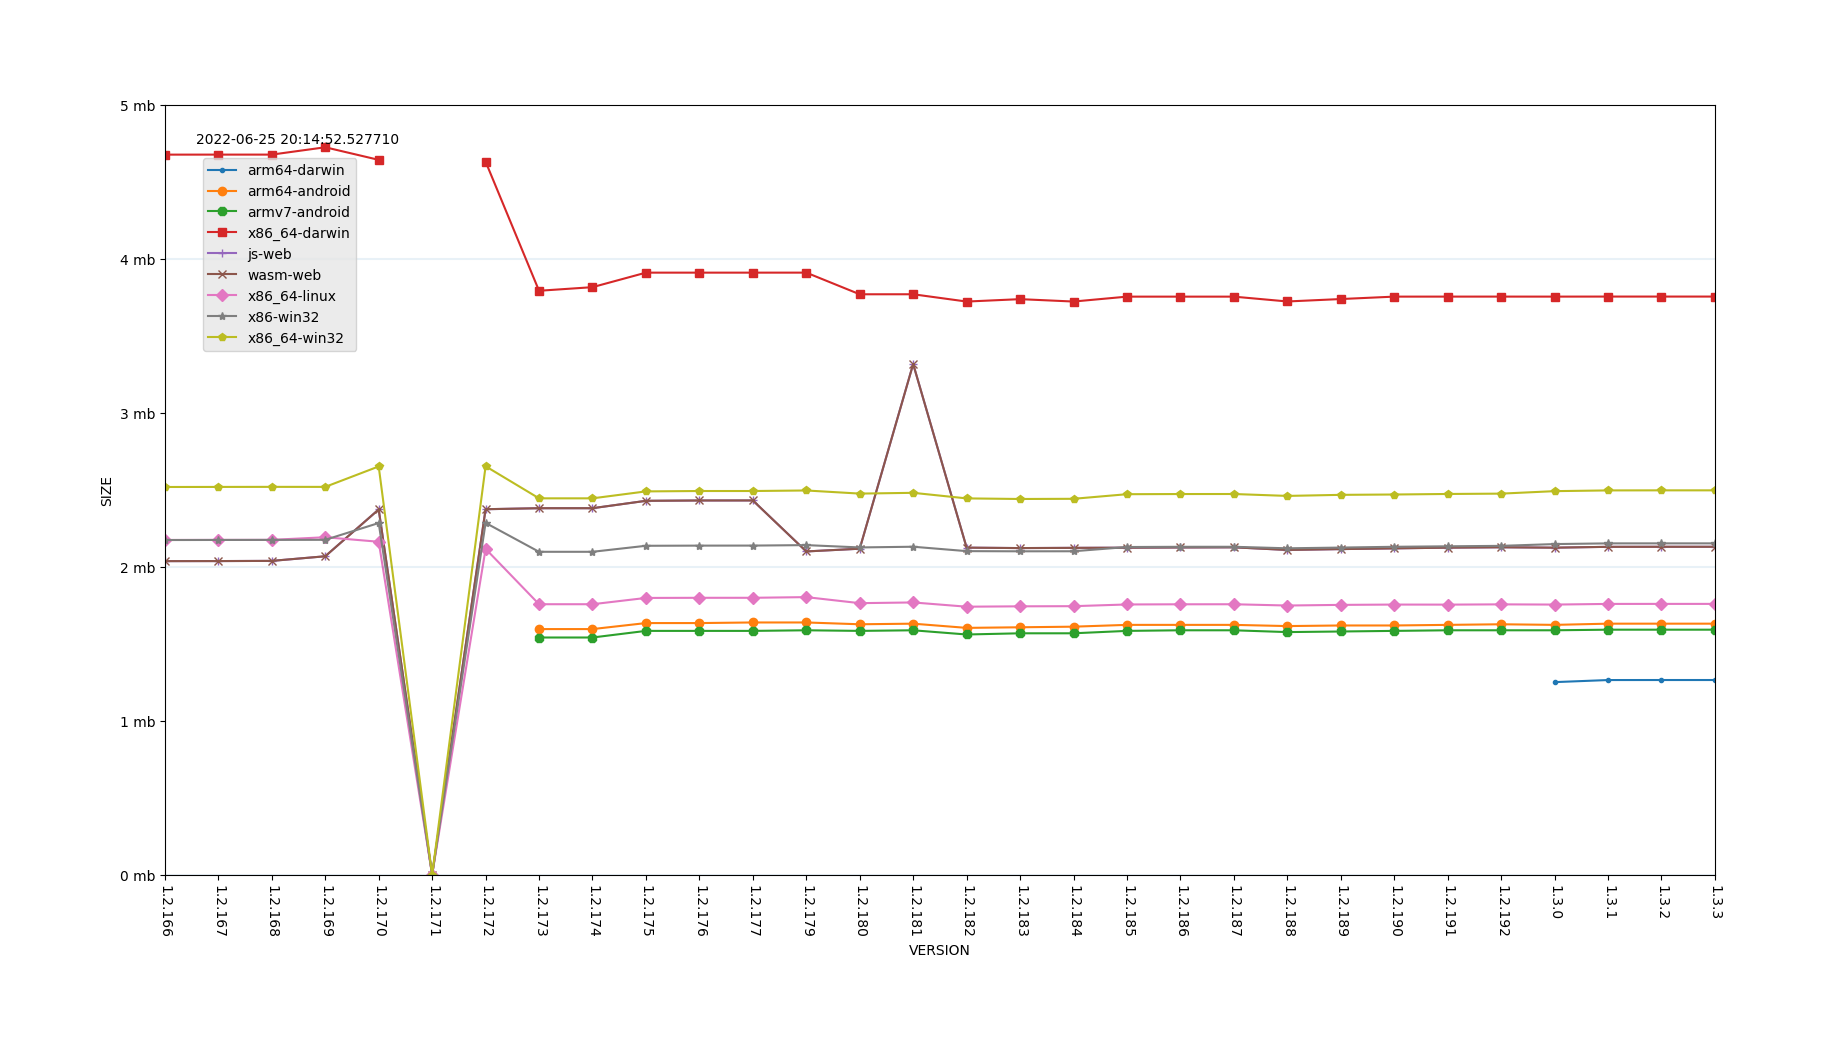 5 mb
2022-06-25 20:14:52.527710
arm64-darwin
arm64-android
armv7-android
x86_64-darwin
js-web
wasm-web
x86_64-linux
x86-win32
x86_64-win32
4 mb
3 mb
SIZE
2 mb
1 mb
0 mb
1.2.166
1.2.167
1.2.168
1.2.169
1.2.170
1.2.171
1.2.172
1.2.173
1.2.174
1.2.175
1.2.176
1.2.177
1.2.179
1.2.180
1.2.181
1.2.182
1.2.183
1.2.184
1.2.185
1.2.186
1.2.187
1.2.188
1.2.189
1.2.190
1.2.191
1.2.192
1.3.0
1.3.1
1.3.2
1.3.3
VERSION